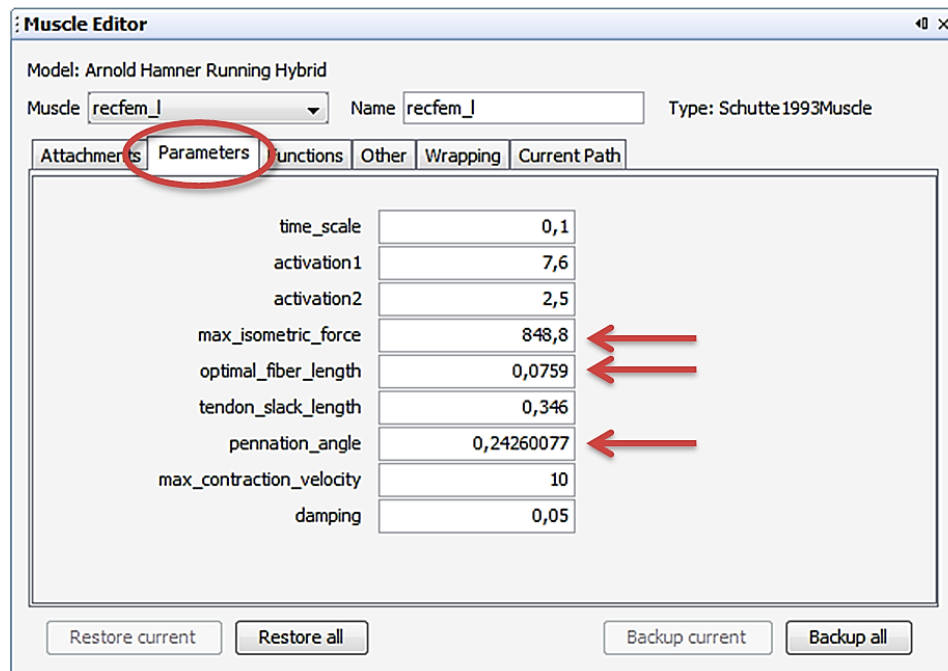 Muscle Editor
Model: Arnold Hamner Running Hybrid
Muscle recfem_l Name recfem_l Type: Schutte1993Muscle
Attachments Parameters Functions Other Wrapping Current Path
time_scale 0,1
activation1 7,6
activation2 2,5
max_isometric_force 848,8
optimal_fiber_length 0,0759
tendon_slack_length 0,346
pennation_angle 0,24260077
max_contraction_velocity 10
damping 0,05
Restore current Restore all Backup current Backup all